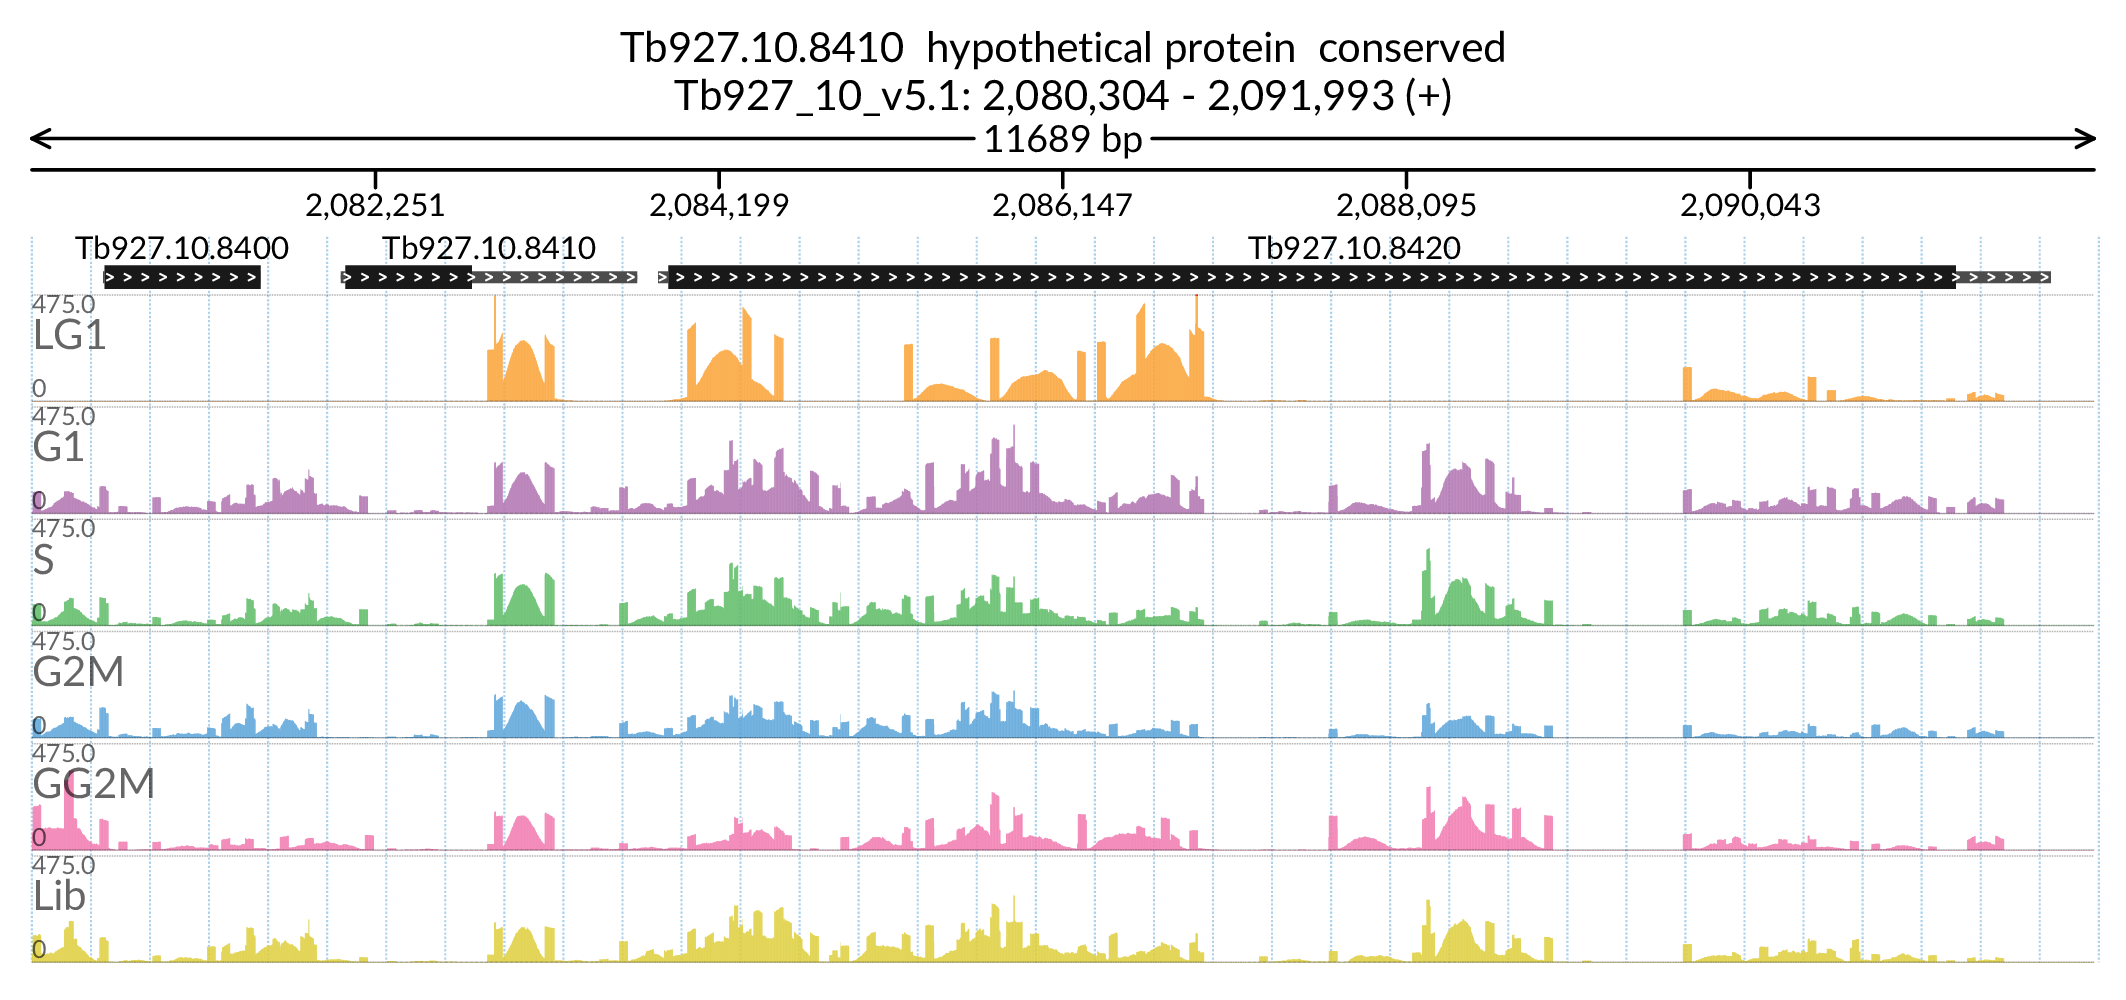 Tb927.10.8410 hypothetical protein conserved
Tb927_10_v5.1: 2,080,304 - 2,091,993 (+)
11689 bp
2,082,251 2,084,199 2,086,147 2,088,095 2,090,043
Tb927.10.8400 Tb927.10.8410 Tb927.10.8420
475.0
LG1
0
475.0
G1
0
475.0
S
0
475.0
G2M
0
475.0
GG2M
0
475.0
Lib
0